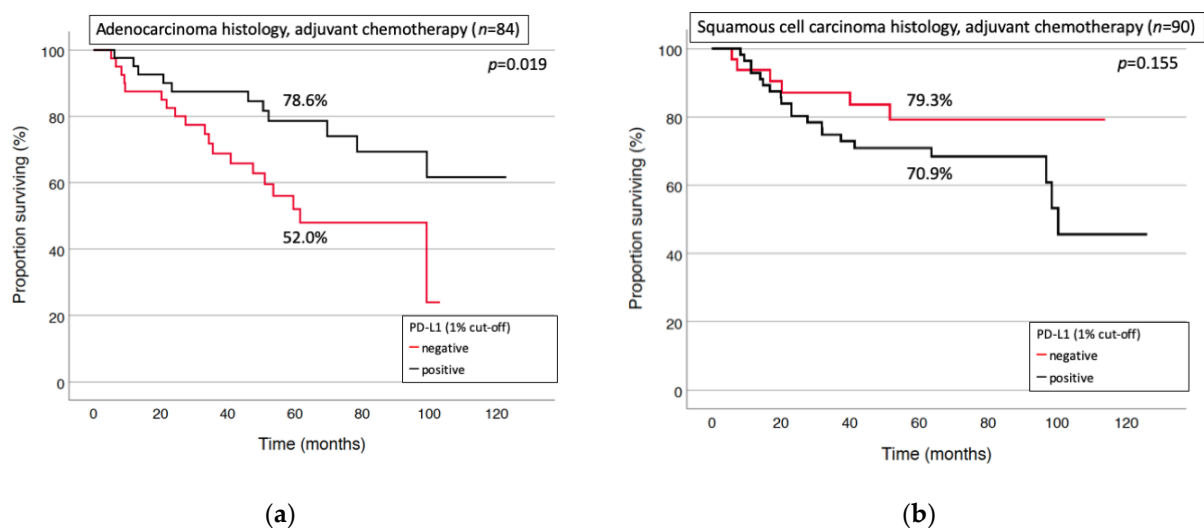 Adenocarcinoma histology, adjuvant chemotherapy (n=84)
p=0.019
100
80
60
40
20
0
78.6%
52.0%
PD-L1 (1% cut-off)
negative
positive
0 20 40 60 80 100 120
Time (months)
Proportion surviving (%)
(a)
Squamous cell carcinoma histology, adjuvant chemotherapy (n=90)
p=0.155
100
80
60
40
20
0
79.3%
70.9%
PD-L1 (1% cut-off)
negative
positive
0 20 40 60 80 100 120
Time (months)
Proportion surviving (%)
(b)